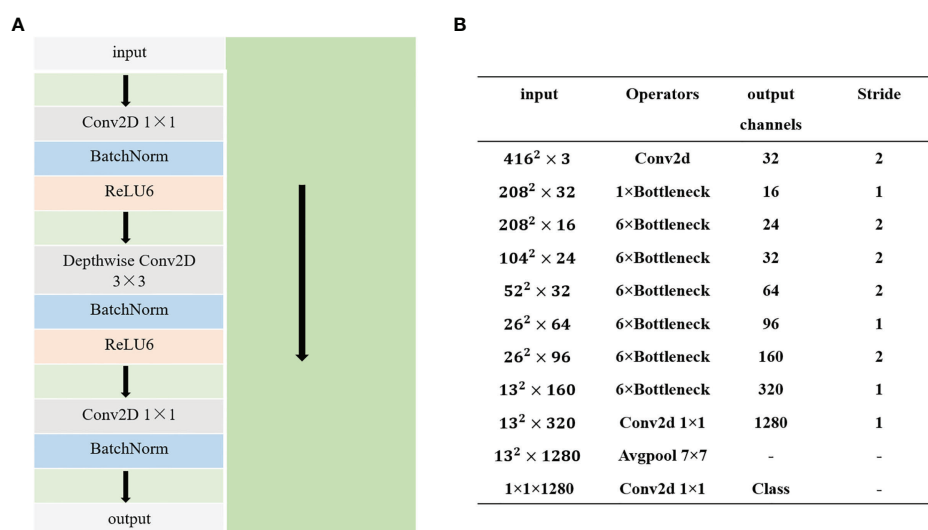 A
input
Conv2D 1×1
BatchNorm
ReLU6
Depthwise Conv2D
3×3
BatchNorm
ReLU6
Conv2D 1×1
BatchNorm
output
B
input Operators output Stride
channels
416² × 3 Conv2d 32 2
208² × 32 1×Bottleneck 16 1
208² × 16 6×Bottleneck 24 2
104² × 24 6×Bottleneck 32 2
52² × 32 6×Bottleneck 64 2
26² × 64 6×Bottleneck 96 1
26² × 96 6×Bottleneck 160 2
13² × 160 6×Bottleneck 320 1
13² × 320 Conv2d 1×1 1280 1
13² × 1280 Avgpool 7×7 - -
1×1×1280 Conv2d 1×1 Class -